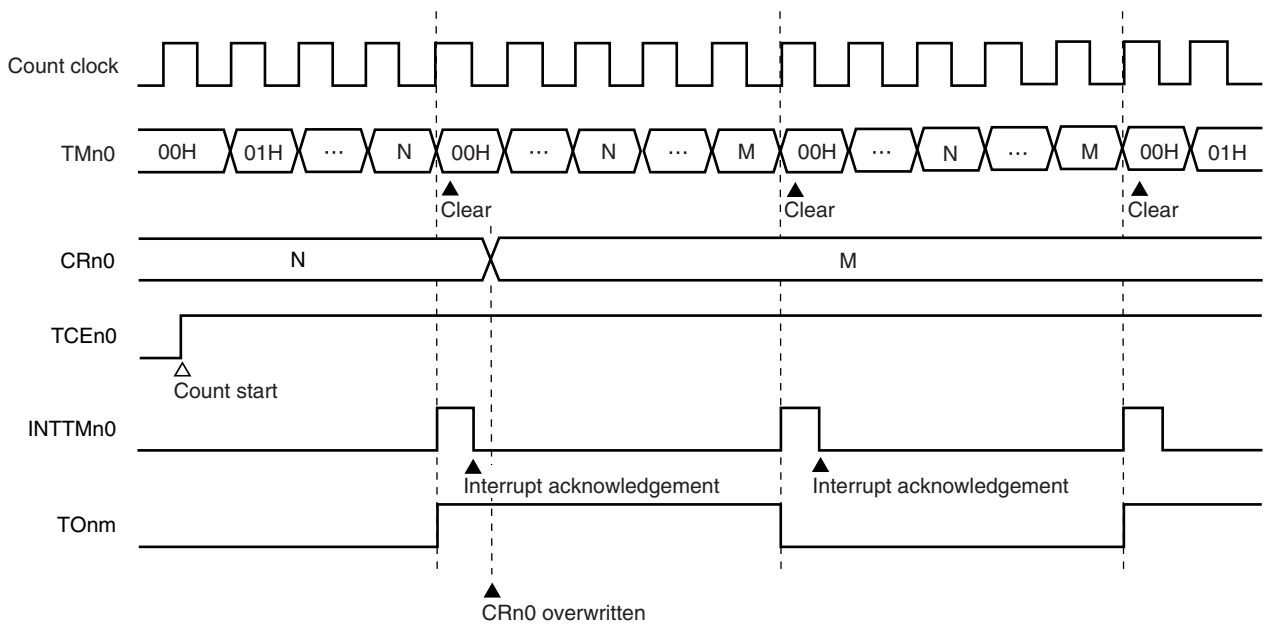 Count clock
TMn0 00H 01H ... N 00H ... N ... M 00H ... N ... M 00H 01H
Clear Clear Clear
CRn0 N M
TCEn0
Count start
INTTMn0
Interrupt acknowledgement Interrupt acknowledgement
TOnm
CRn0 overwritten